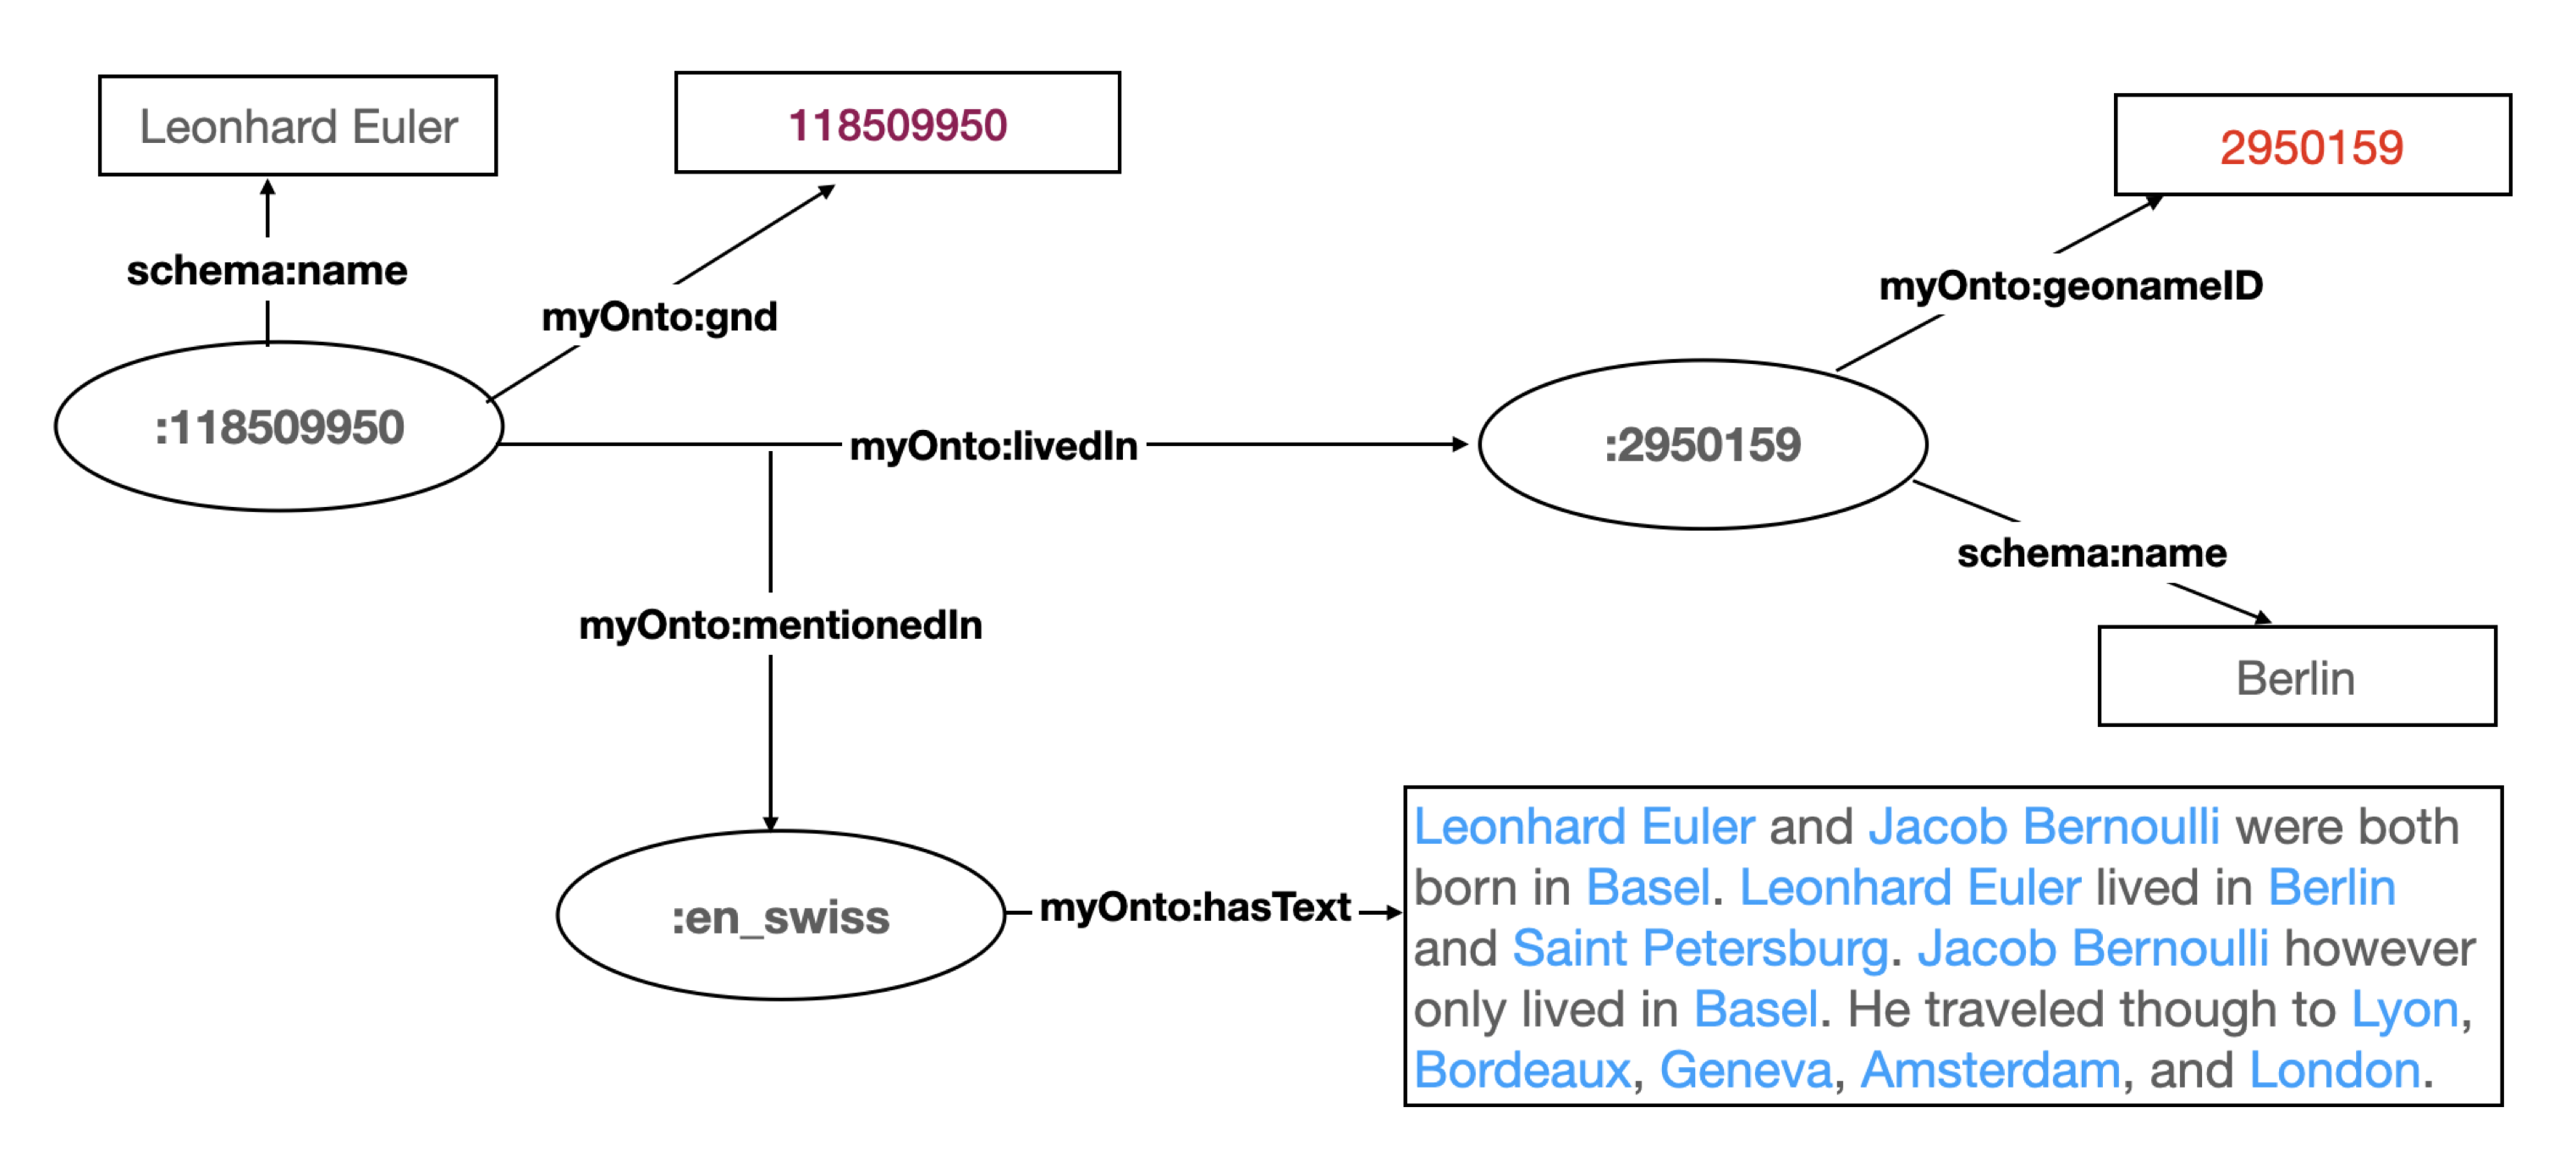 Leonhard Euler
118509950
2950159
schema:name
myOnto:gnd
myOnto:geonameID
:118509950
myOnto:livedIn
:2950159
schema:name
myOnto:mentionedIn
Berlin
:en_swiss
myOnto:hasText
Leonhard Euler and Jacob Bernoulli were both
born in Basel. Leonhard Euler lived in Berlin
and Saint Petersburg. Jacob Bernoulli however
only lived in Basel. He traveled though to Lyon,
Bordeaux, Geneva, Amsterdam, and London.